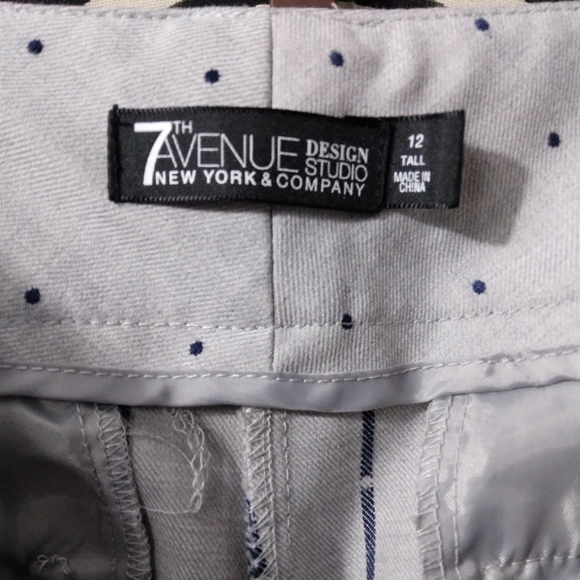 7TH AVENUE DESIGN STUDIO
NEW YORK & COMPANY
12
TALL
MADE IN
CHINA